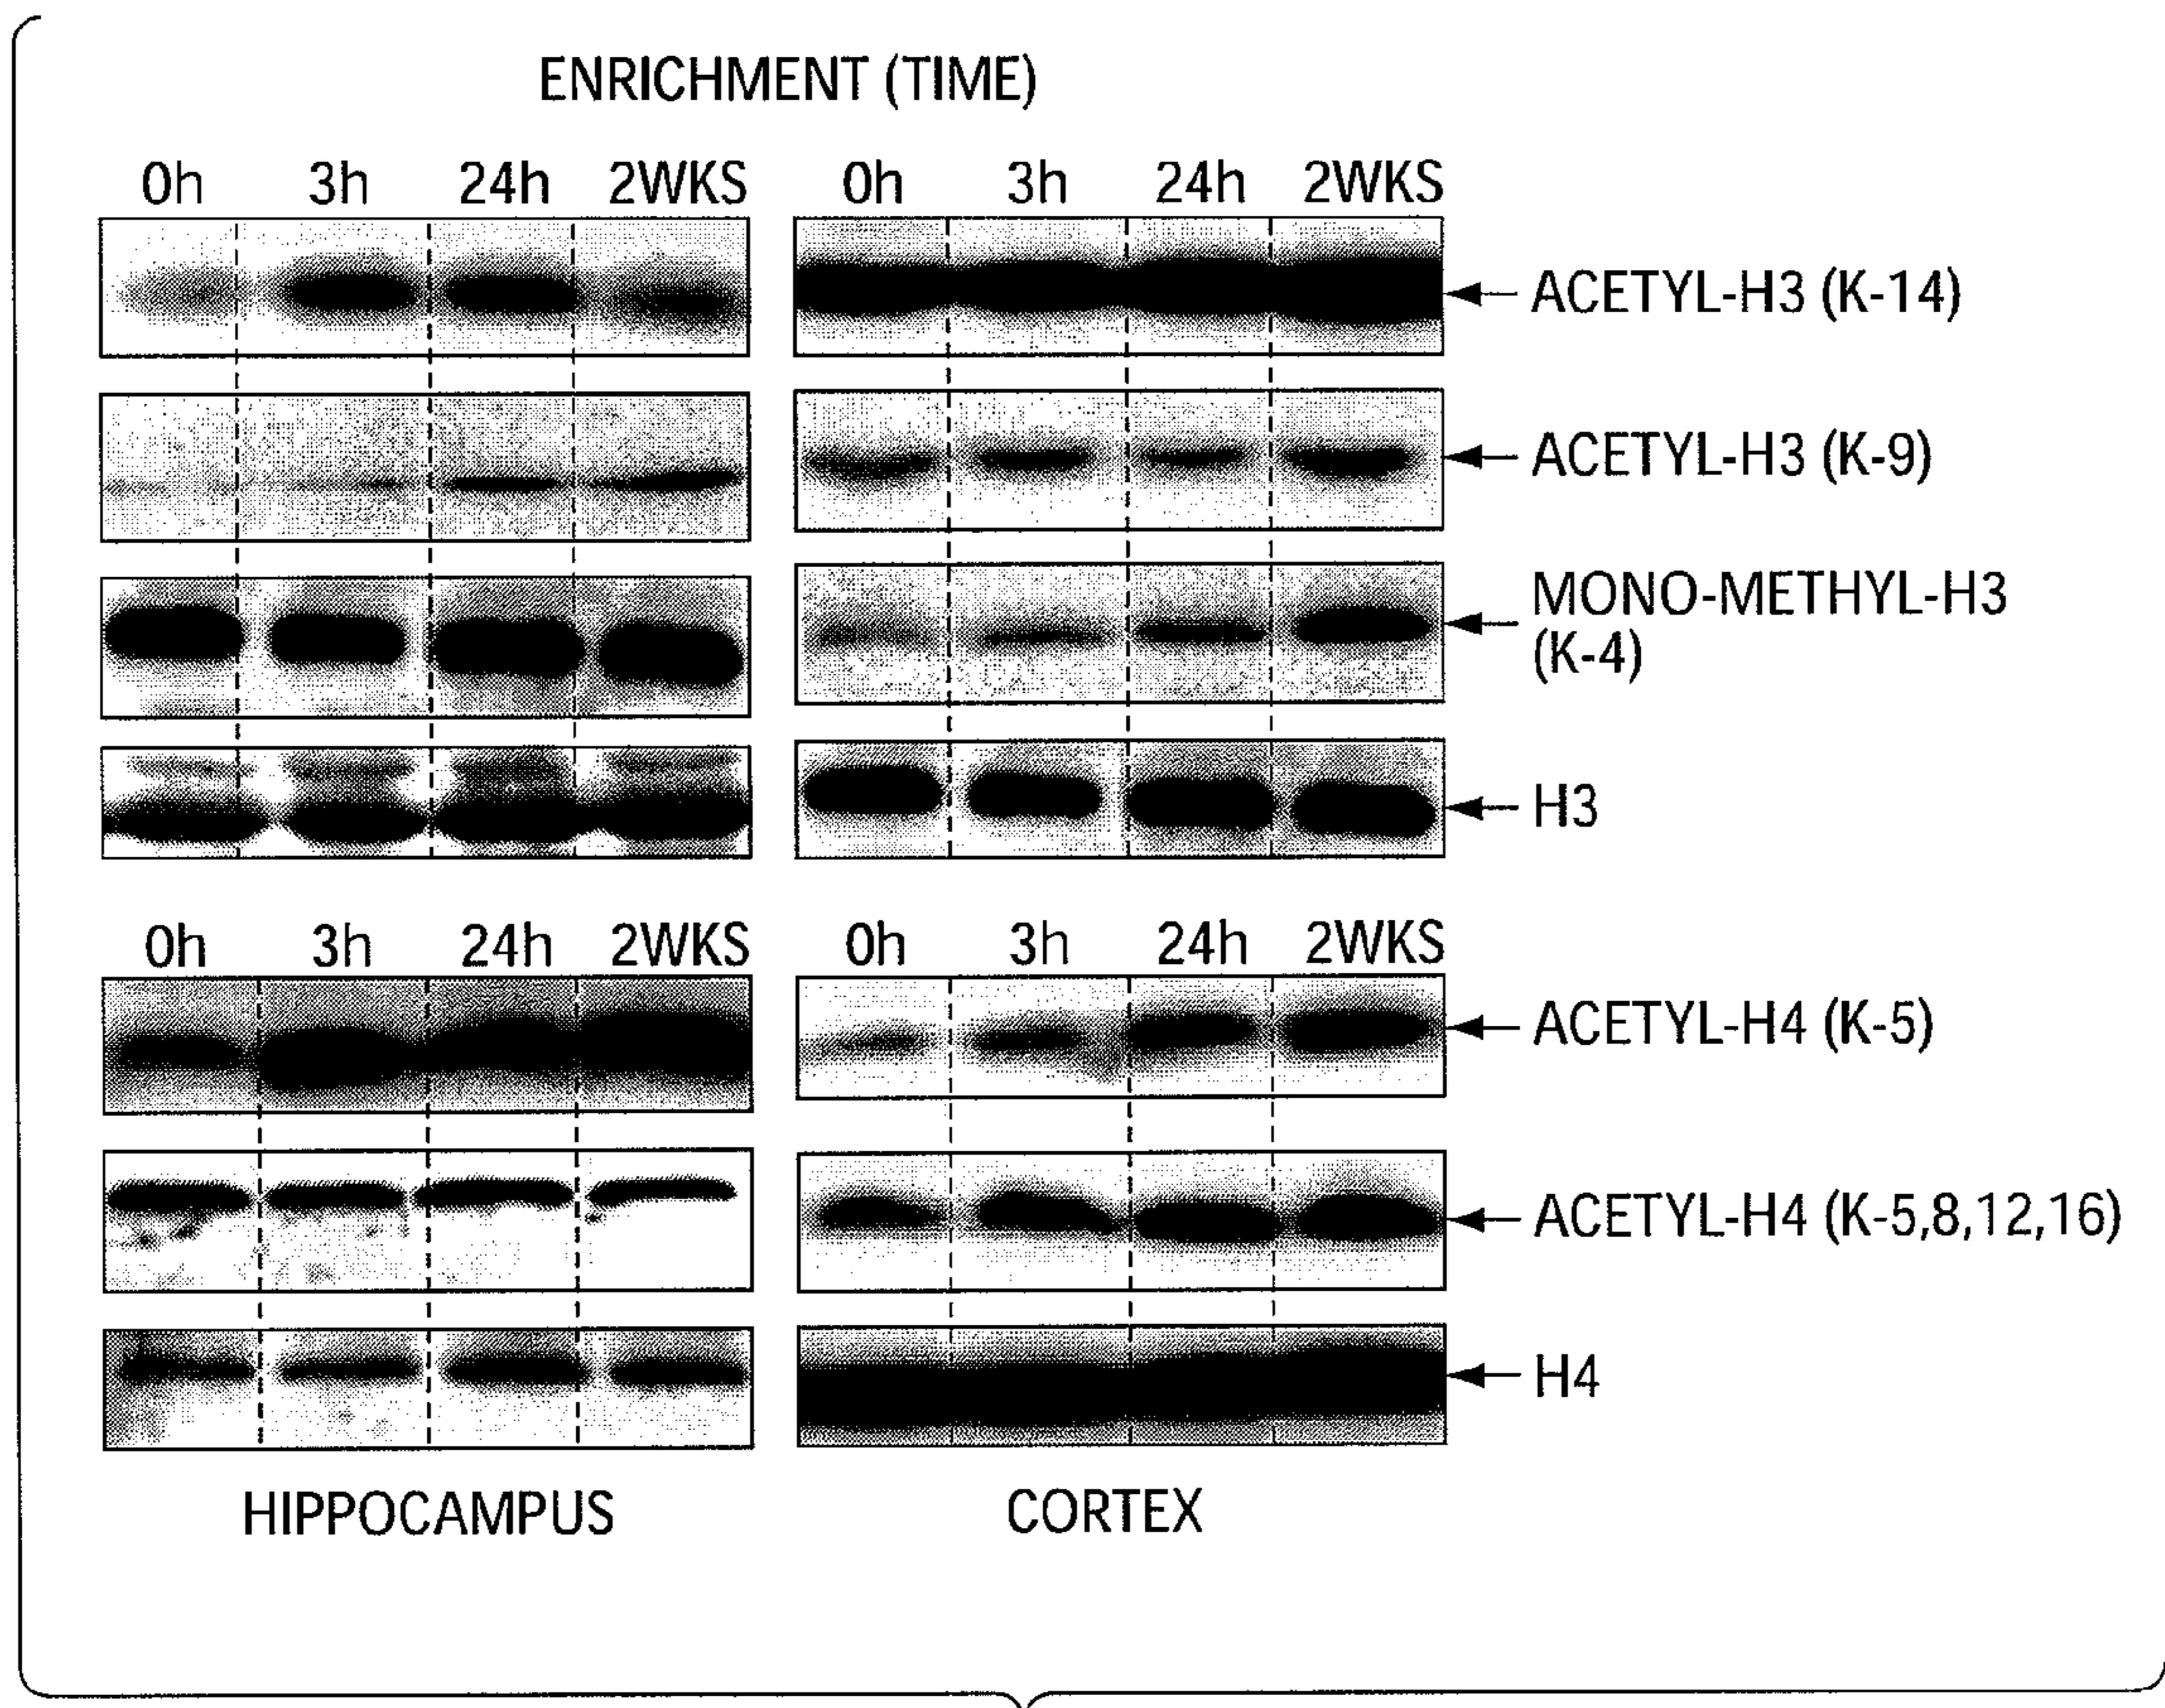 ENRICHMENT (TIME)
0h 3h 24h 2WKS 0h 3h 24h 2WKS
ACETYL-H3 (K-14)
ACETYL-H3 (K-9)
MONO-METHYL-H3
(K-4)
H3
0h 3h 24h 2WKS 0h 3h 24h 2WKS
ACETYL-H4 (K-5)
ACETYL-H4 (K-5,8,12,16)
H4
HIPPOCAMPUS CORTEX